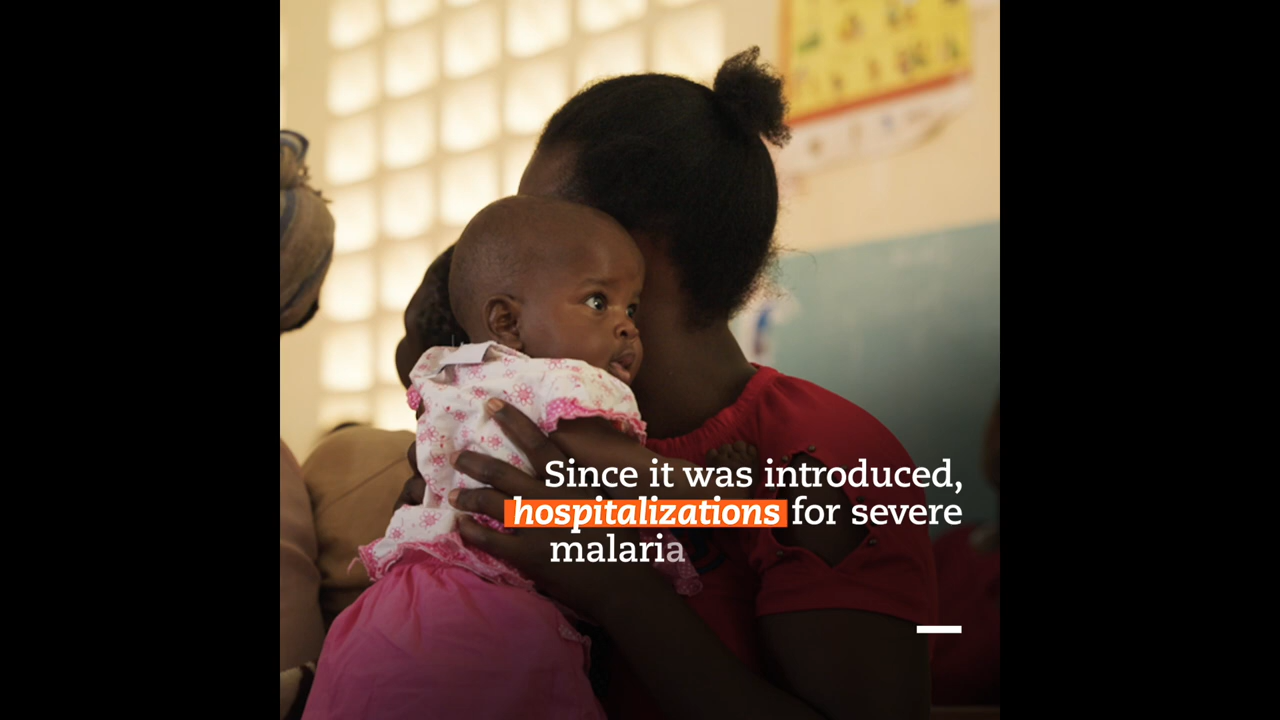 Since it was introduced,
hospitalizations for severe
malaria